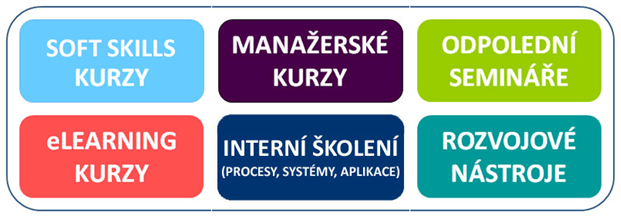 SOFT SKILLS
KURZY
MANAŽERSKÉ
KURZY
ODPOLEDNÍ
SEMINÁŘE
eLEARNING
KURZY
INTERNÍ ŠKOLENÍ
(PROCESY, SYSTÉMY, APLIKACE)
ROZVOJOVÉ
NÁSTROJE